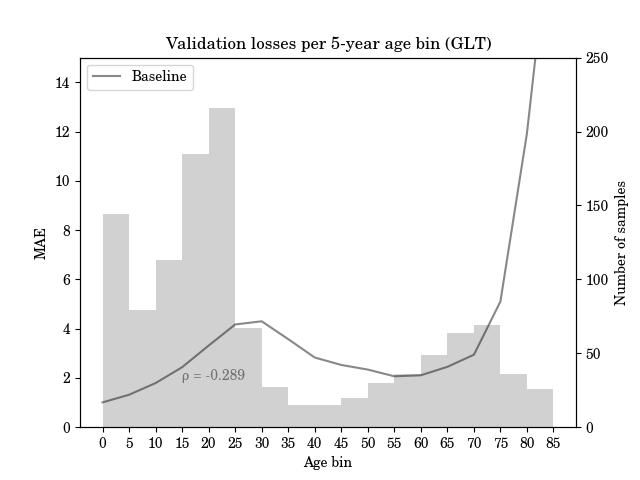 Validation losses per 5-year age bin (GLT)
Baseline
14
12
10
8
6
4
2
0
MAE
250
200
150
100
50
0
Number of samples
ρ = -0.289
0 5 10 15 20 25 30 35 40 45 50 55 60 65 70 75 80 85
Age bin